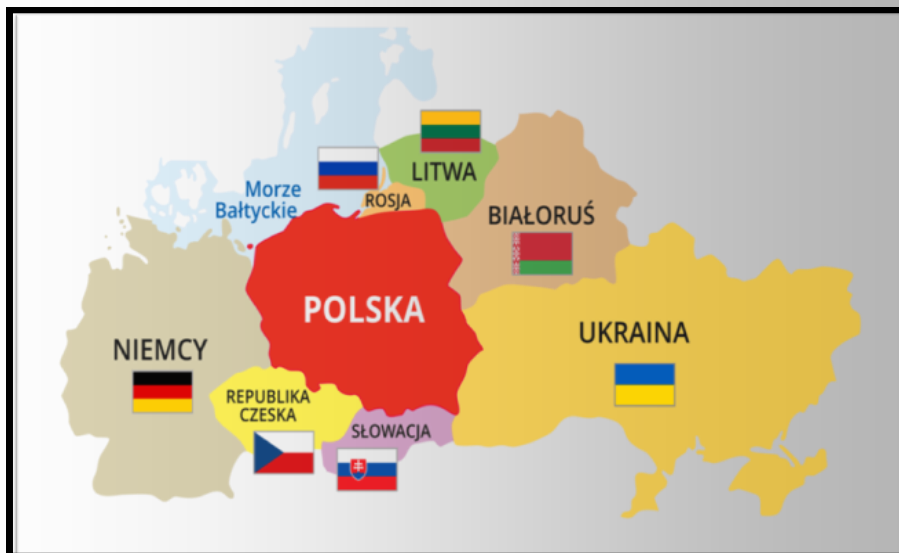 LITWA
Morze
Bałtyckie
ROSJA
BIAŁORUŚ
POLSKA
UKRAINA
NIEMCY
REPUBLIKA
CZESKA
SŁOWACJA